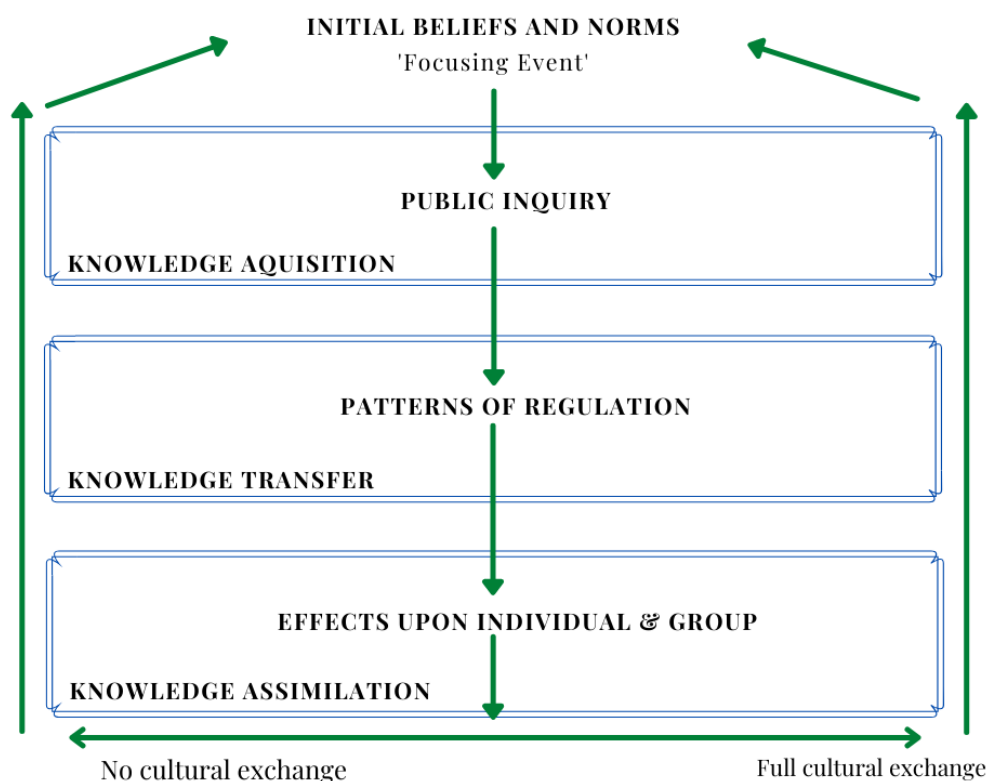 INITIAL BELIEFS AND NORMS
'Focusing Event'
PUBLIC INQUIRY
KNOWLEDGE AQUISITION
PATTERNS OF REGULATION
KNOWLEDGE TRANSFER
EFFECTS UPON INDIVIDUAL & GROUP
KNOWLEDGE ASSIMILATION
No cultural exchange
Full cultural exchange